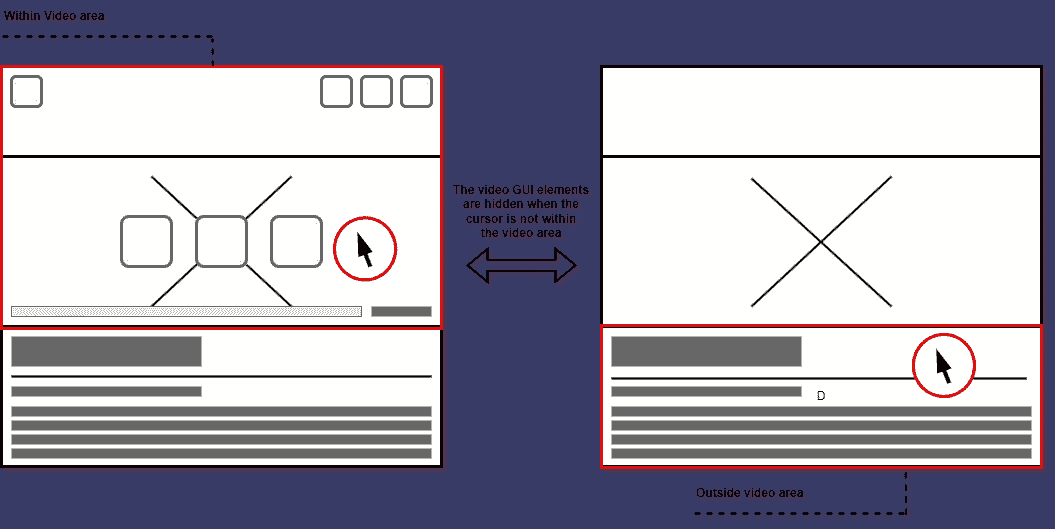 Within Video area
The video GUI elements
are hidden when the
cursor is not within
the video area
D
Outside video area